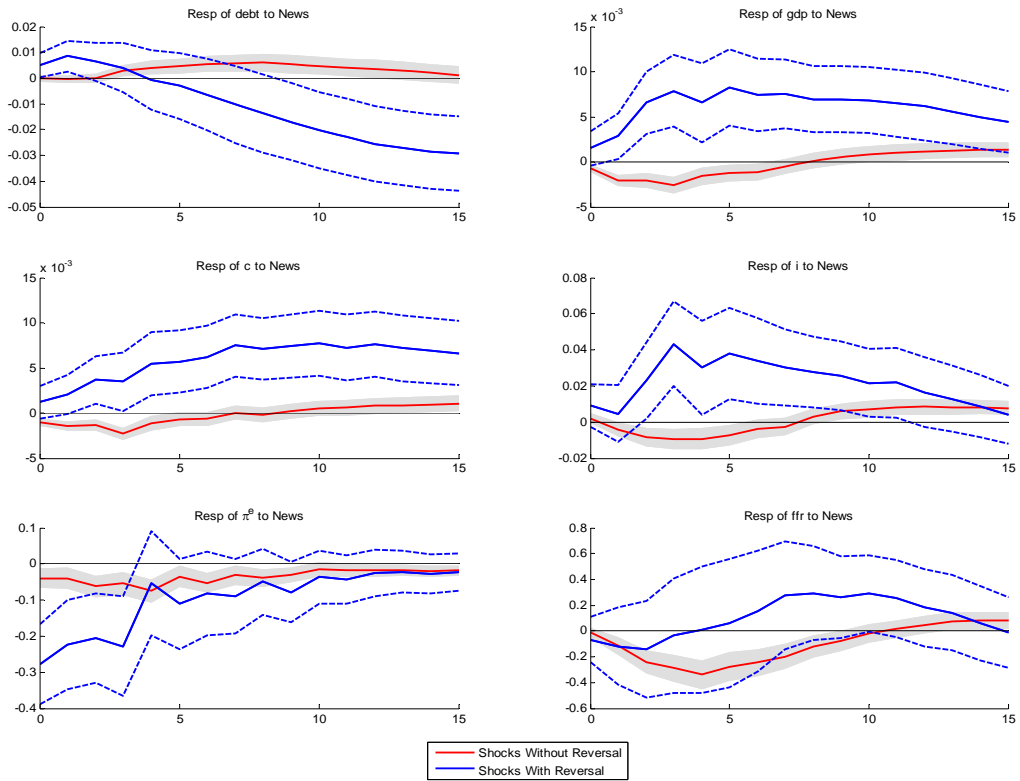 Resp of debt to News
0.02
0.01
0
-0.01
-0.02
-0.03
-0.04
-0.05
0 5 10 15
Resp of gdp to News
x 10⁻³
15
10
5
0
-5
0 5 10 15
Resp of c to News
x 10⁻³
15
10
5
0
-5
0 5 10 15
Resp of i to News
0.08
0.06
0.04
0.02
0
-0.02
0 5 10 15
Resp of πᵉ to News
0.1
0
-0.1
-0.2
-0.3
-0.4
0 5 10 15
Resp of ffr to News
0.8
0.6
0.4
0.2
0
-0.2
-0.4
-0.6
0 5 10 15
Shocks Without Reversal
Shocks With Reversal